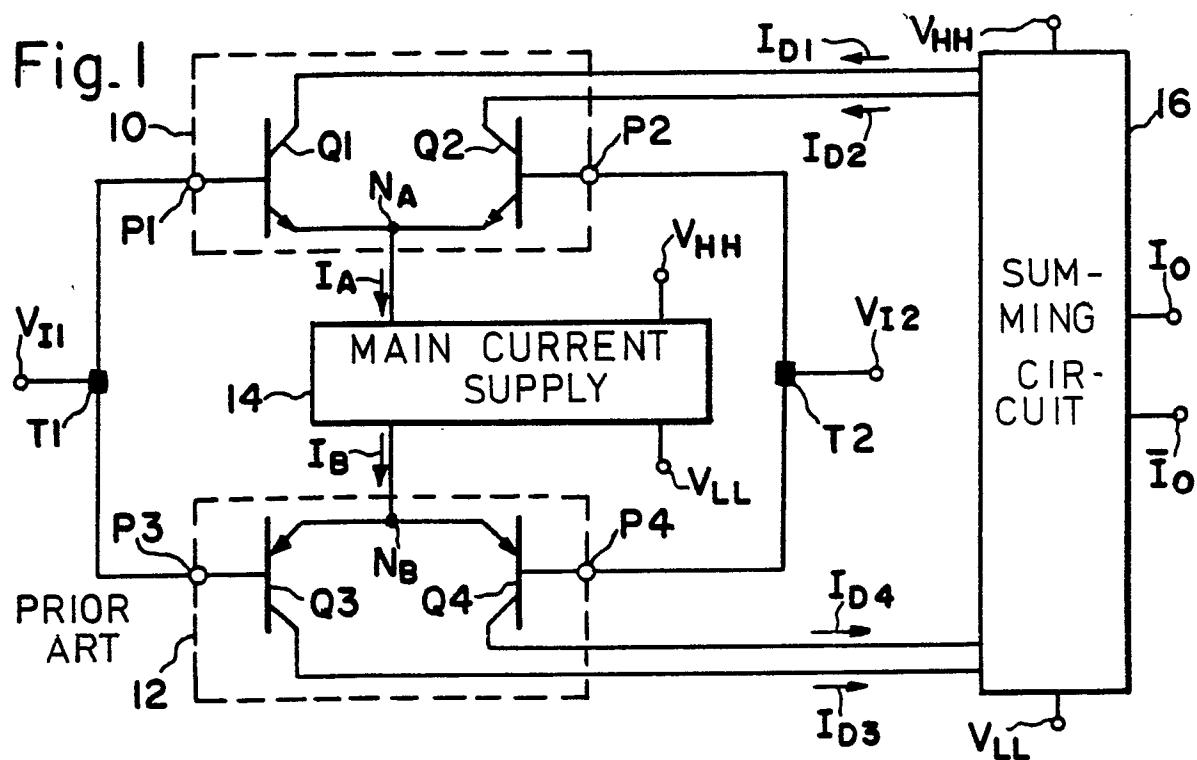 Fig.1
I_D1
V_HH
10
Q1
Q2
P2
I_D2
16
P1
N_A
I_A
V_HH
SUM-
MING
CIR-
CUIT
I_O
V_I1
MAIN CURRENT
SUPPLY
V_I2
14
T1
T2
I_B
V_LL
Ī_O
P3
N_B
P4
Q3
Q4
I_D4
PRIOR
ART
12
I_D3
V_LL